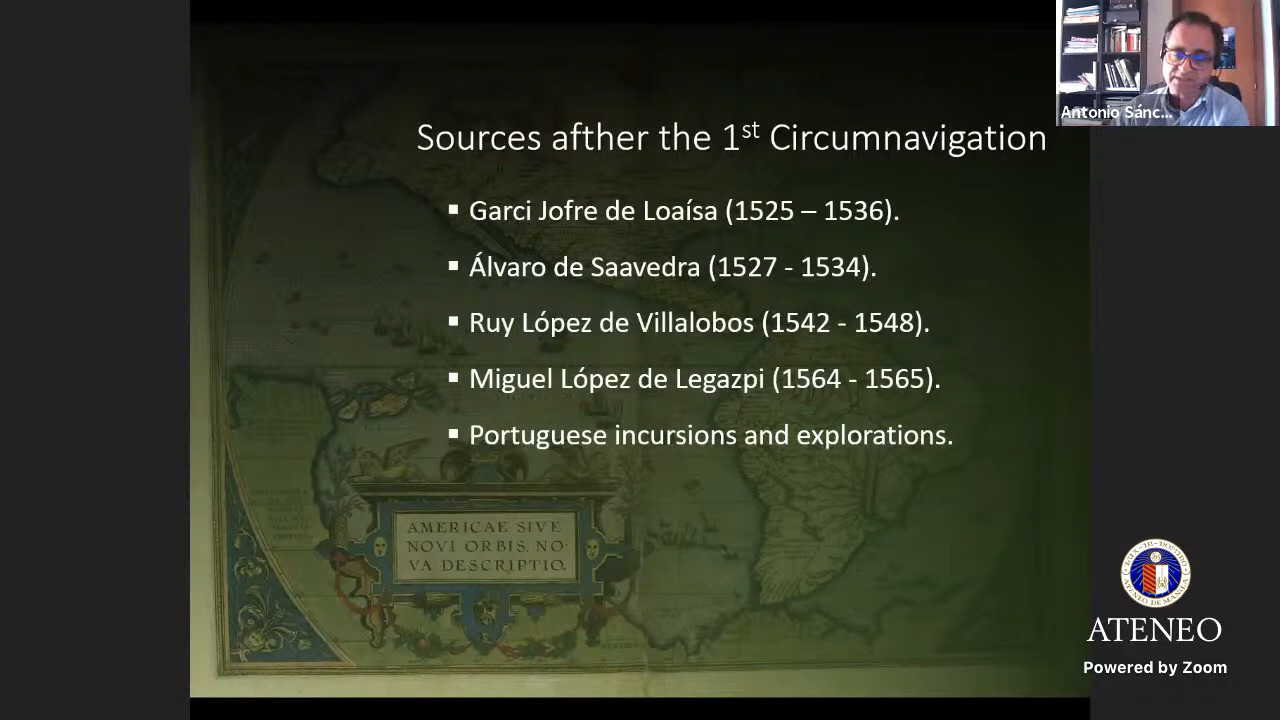 Antonio Sánc...
Sources afther the 1st Circumnavigation
▪ Garci Jofre de Loaísa (1525 – 1536).
▪ Álvaro de Saavedra (1527 - 1534).
▪ Ruy López de Villalobos (1542 - 1548).
▪ Miguel López de Legazpi (1564 - 1565).
▪ Portuguese incursions and explorations.
AMERICAE SIVE
NOVI ORBIS, NO-
VA DESCRIPTIO.
ATENEO
Powered by Zoom